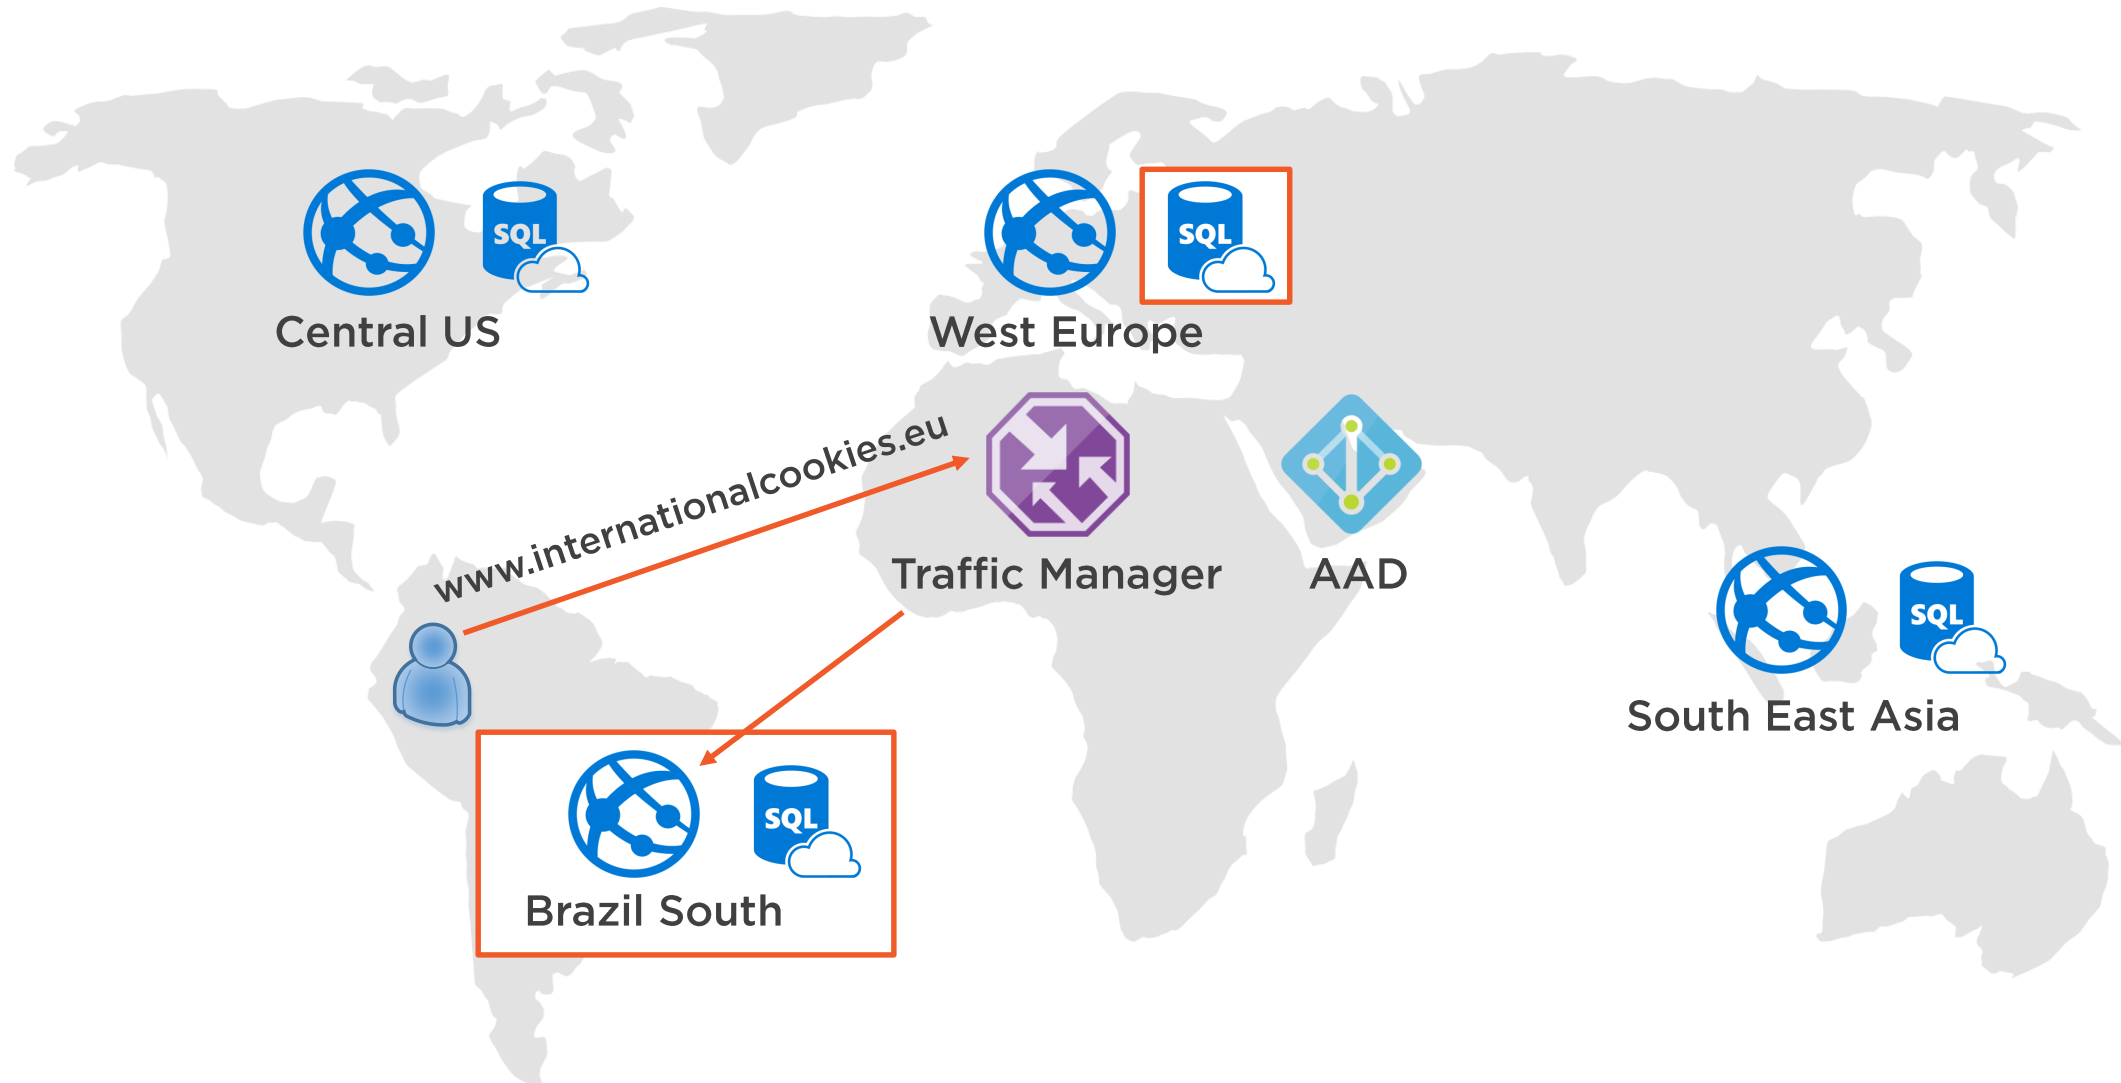 SQL
SQL
Central US
West Europe
www.internationalcookies.eu
Traffic Manager
AAD
SQL
South East Asia
SQL
Brazil South